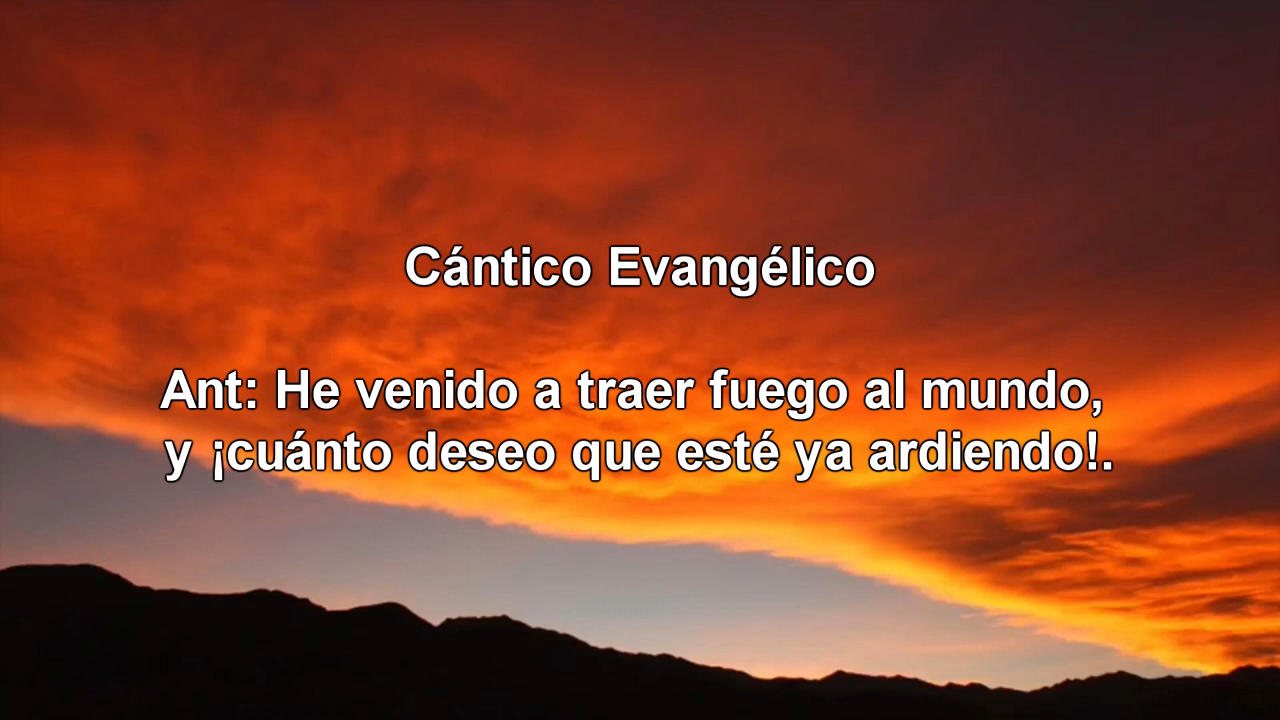 Cántico Evangélico
Ant: He venido a traer fuego al mundo,
y ¡cuánto deseo que esté ya ardiendo!.